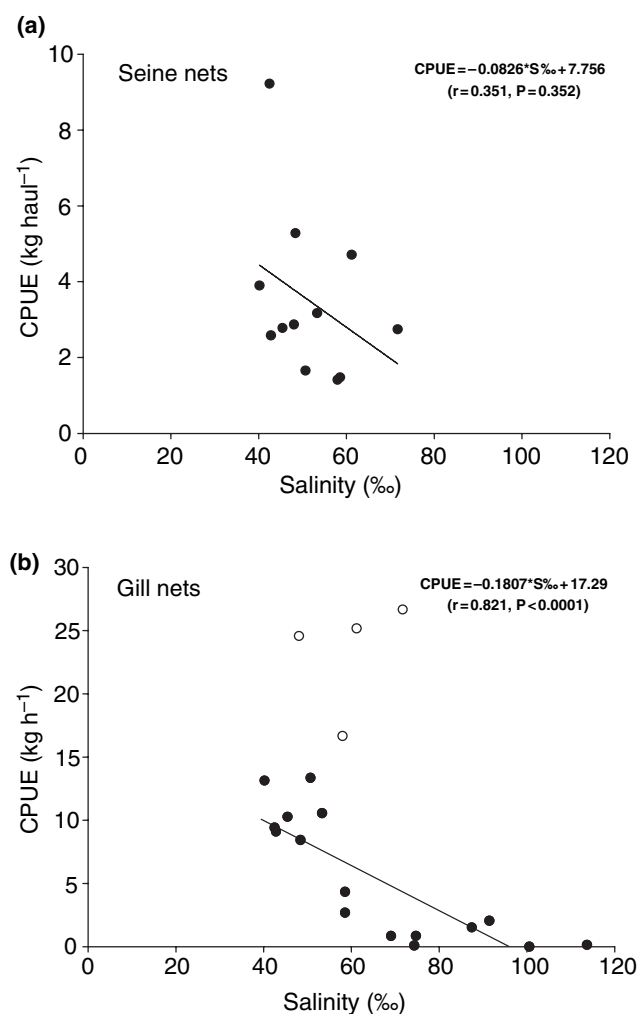 (a)
10
Seine nets
CPUE=−0.0826*S‰+7.756
(r=0.351, P=0.352)
8
6
4
2
0
CPUE (kg haul⁻¹)
0 20 40 60 80 100 120
Salinity (‰)
(b)
30
Gill nets
CPUE=−0.1807*S‰+17.29
(r=0.821, P<0.0001)
25
20
15
10
5
0
CPUE (kg h⁻¹)
0 20 40 60 80 100 120
Salinity (‰)